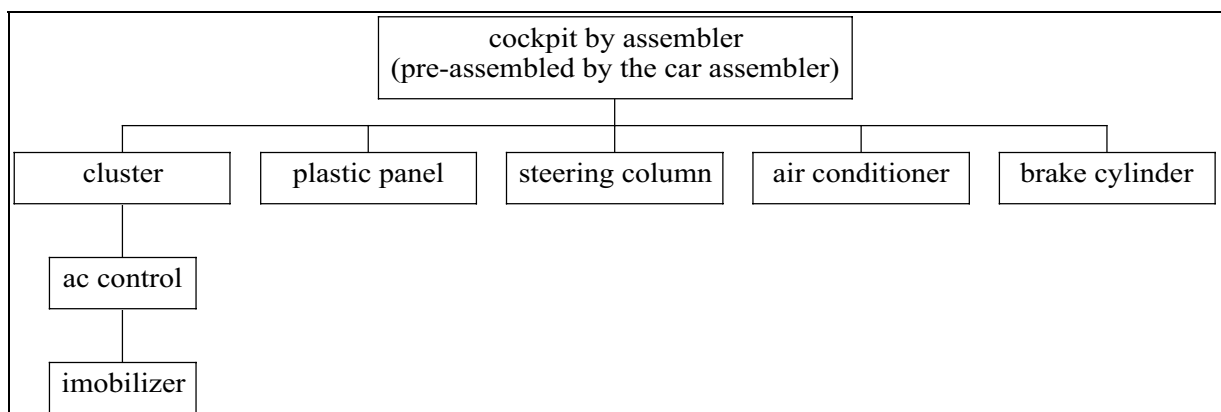 cockpit by assembler
(pre-assembled by the car assembler)
cluster
plastic panel
steering column
air conditioner
brake cylinder
ac control
imobilizer